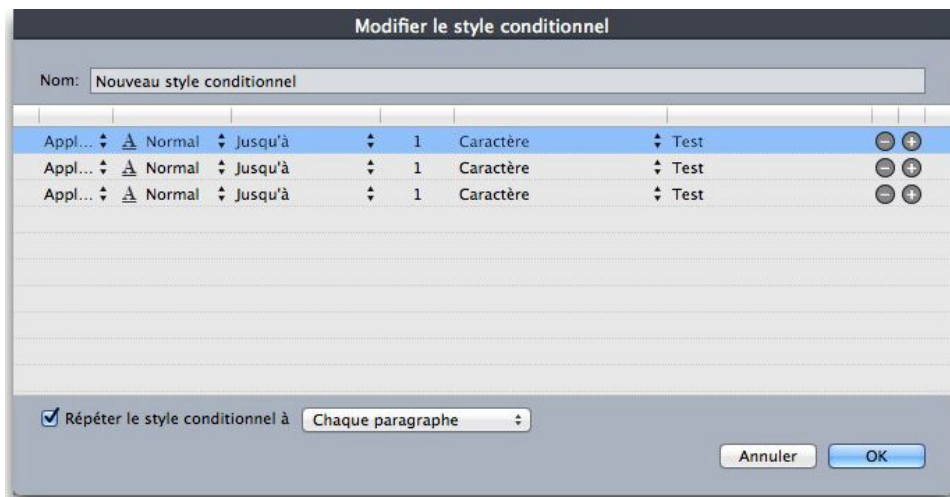 Modifier le style conditionnel
Nom: Nouveau style conditionnel
Appl... A Normal Jusqu'à 1 Caractère Test
Appl... A Normal Jusqu'à 1 Caractère Test
Appl... A Normal Jusqu'à 1 Caractère Test
Répéter le style conditionnel à Chaque paragraphe
Annuler OK